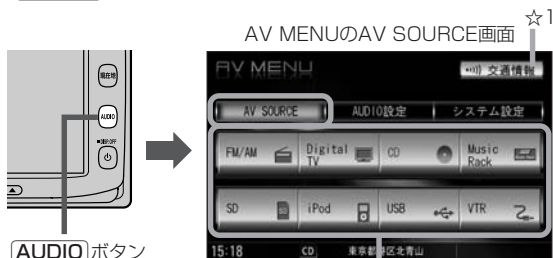 ☆1
AV MENUのAV SOURCE画面
AV MENU
交通情報
AV SOURCE AUDIO設定 システム設定
FM/AM Digital TV CD Music Rack
SD iPod USB VTR
15:18 CD 東京都港区北青山
現在地
AUDIO
AUDIOボタン